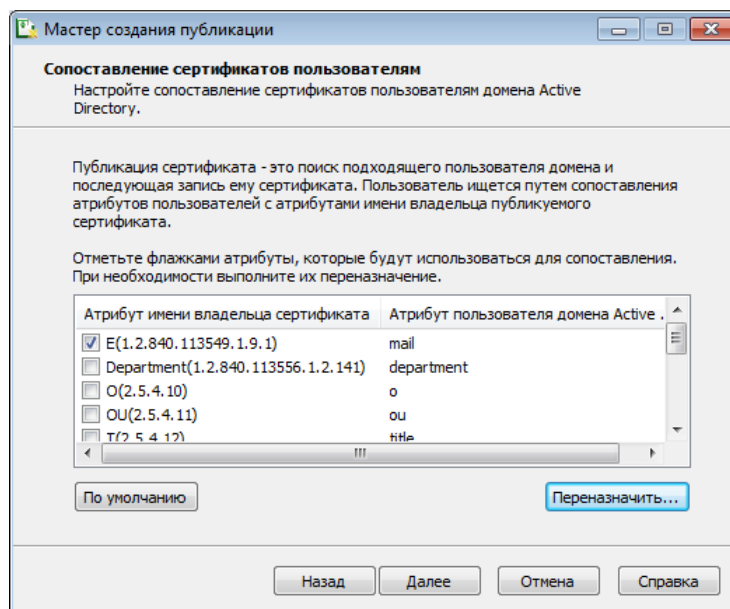 Мастер создания публикации
Сопоставление сертификатов пользователям
Настройте сопоставление сертификатов пользователям домена Active
Directory.
Публикация сертификата - это поиск подходящего пользователя домена и
последующая запись ему сертификата. Пользователь ищется путем сопоставления
атрибутов пользователей с атрибутами имени владельца публикуемого
сертификата.
Отметьте флажками атрибуты, которые будут использоваться для сопоставления.
При необходимости выполните их переназначение.
Атрибут имени владельца сертификата Атрибут пользователя домена Active .
E(1.2.840.113549.1.9.1) mail
Department(1.2.840.113556.1.2.141) department
O(2.5.4.10) o
OU(2.5.4.11) ou
T(2.5.4.12) title
По умолчанию Переназначить...
Назад Далее Отмена Справка